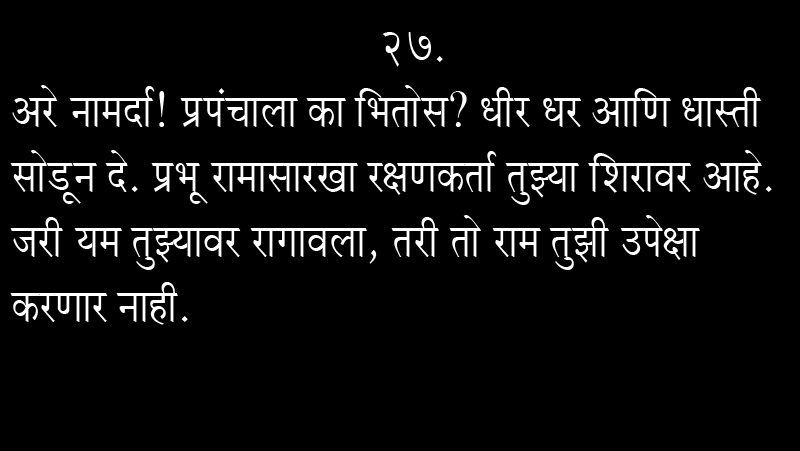 २७.
अरे नामर्दा! प्रपंचाला का भितोस? धीर धर आणि धास्ती
सोडून दे. प्रभू रामासारखा रक्षणकर्ता तुझ्या शिरावर आहे.
जरी यम तुझ्यावर रागावला, तरी तो राम तुझी उपेक्षा
करणार नाही.